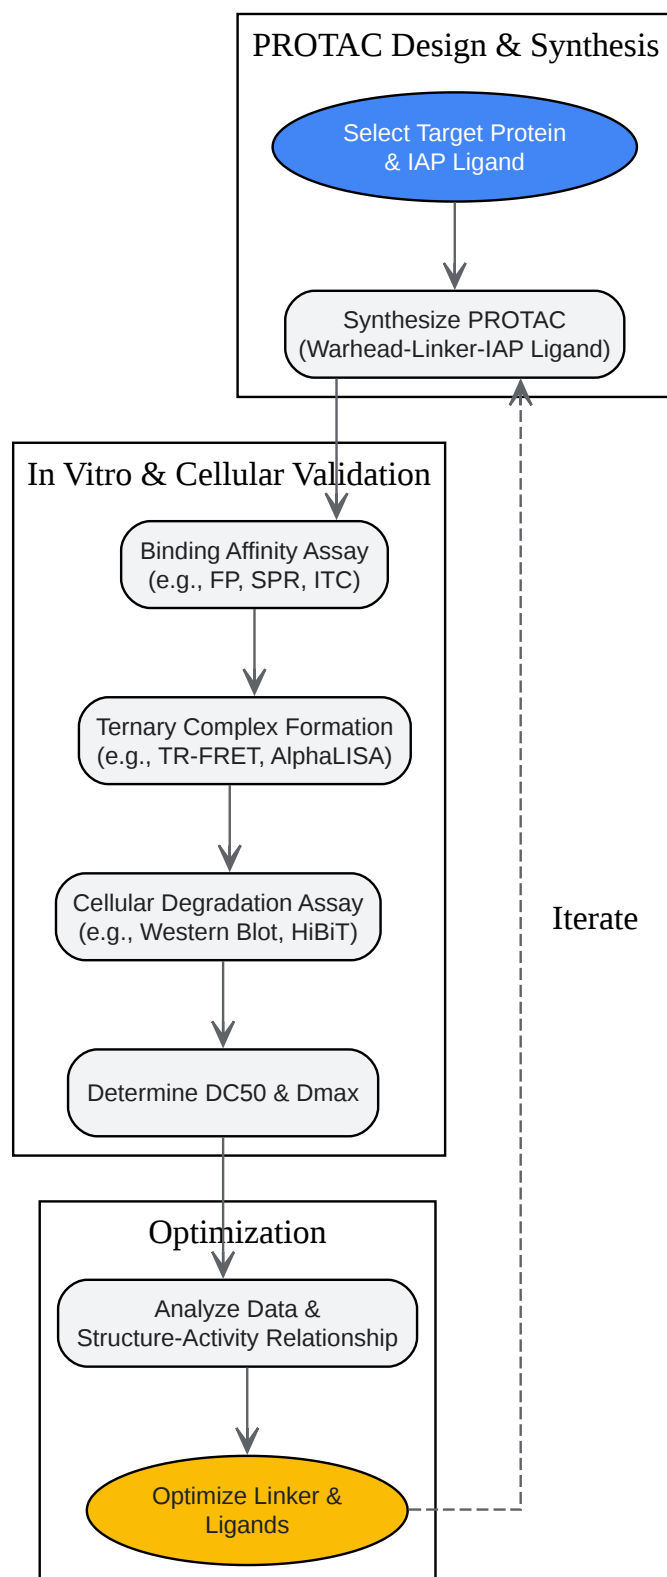 PROTAC Design & Synthesis
Select Target Protein
& IAP Ligand
Synthesize PROTAC
(Warhead-Linker-IAP Ligand)
In Vitro & Cellular Validation
Binding Affinity Assay
(e.g., FP, SPR, ITC)
Ternary Complex Formation
(e.g., TR-FRET, AlphaLISA)
Cellular Degradation Assay
(e.g., Western Blot, HiBiT)
Iterate
Determine DC50 & Dmax
Optimization
Analyze Data &
Structure-Activity Relationship
Optimize Linker &
Ligands